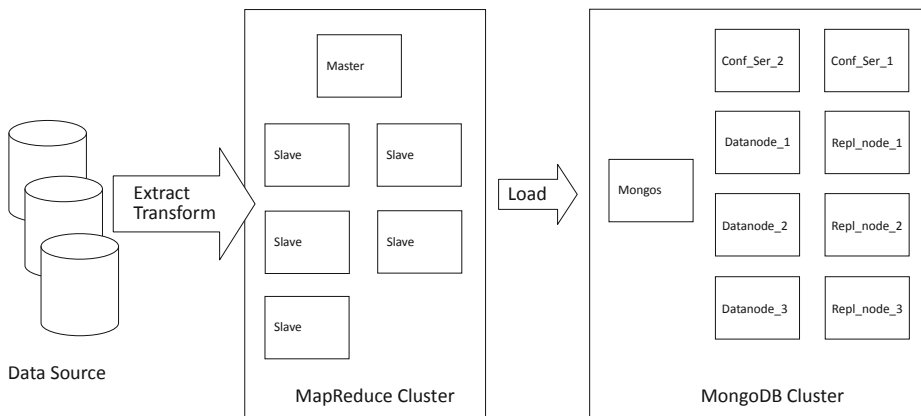 Data Source
Extract
Transform
Master
Slave
Slave
Slave
Slave
Slave
MapReduce Cluster
Load
Mongos
Conf_Ser_2
Conf_Ser_1
Datanode_1
Repl_node_1
Datanode_2
Repl_node_2
Datanode_3
Repl_node_3
MongoDB Cluster